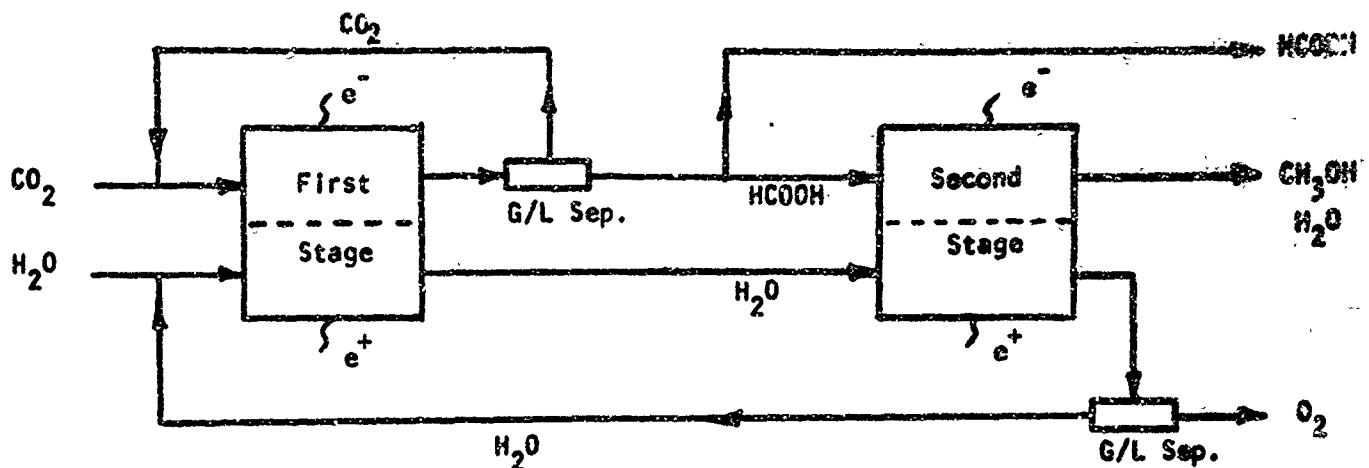 CO₂
e⁻
HCOOH
e⁻
CO₂
First
Stage
G/L Sep.
HCOOH
Second
Stage
CH₃OH
H₂O
H₂O
H₂O
e⁺
e⁺
H₂O
G/L Sep.
O₂